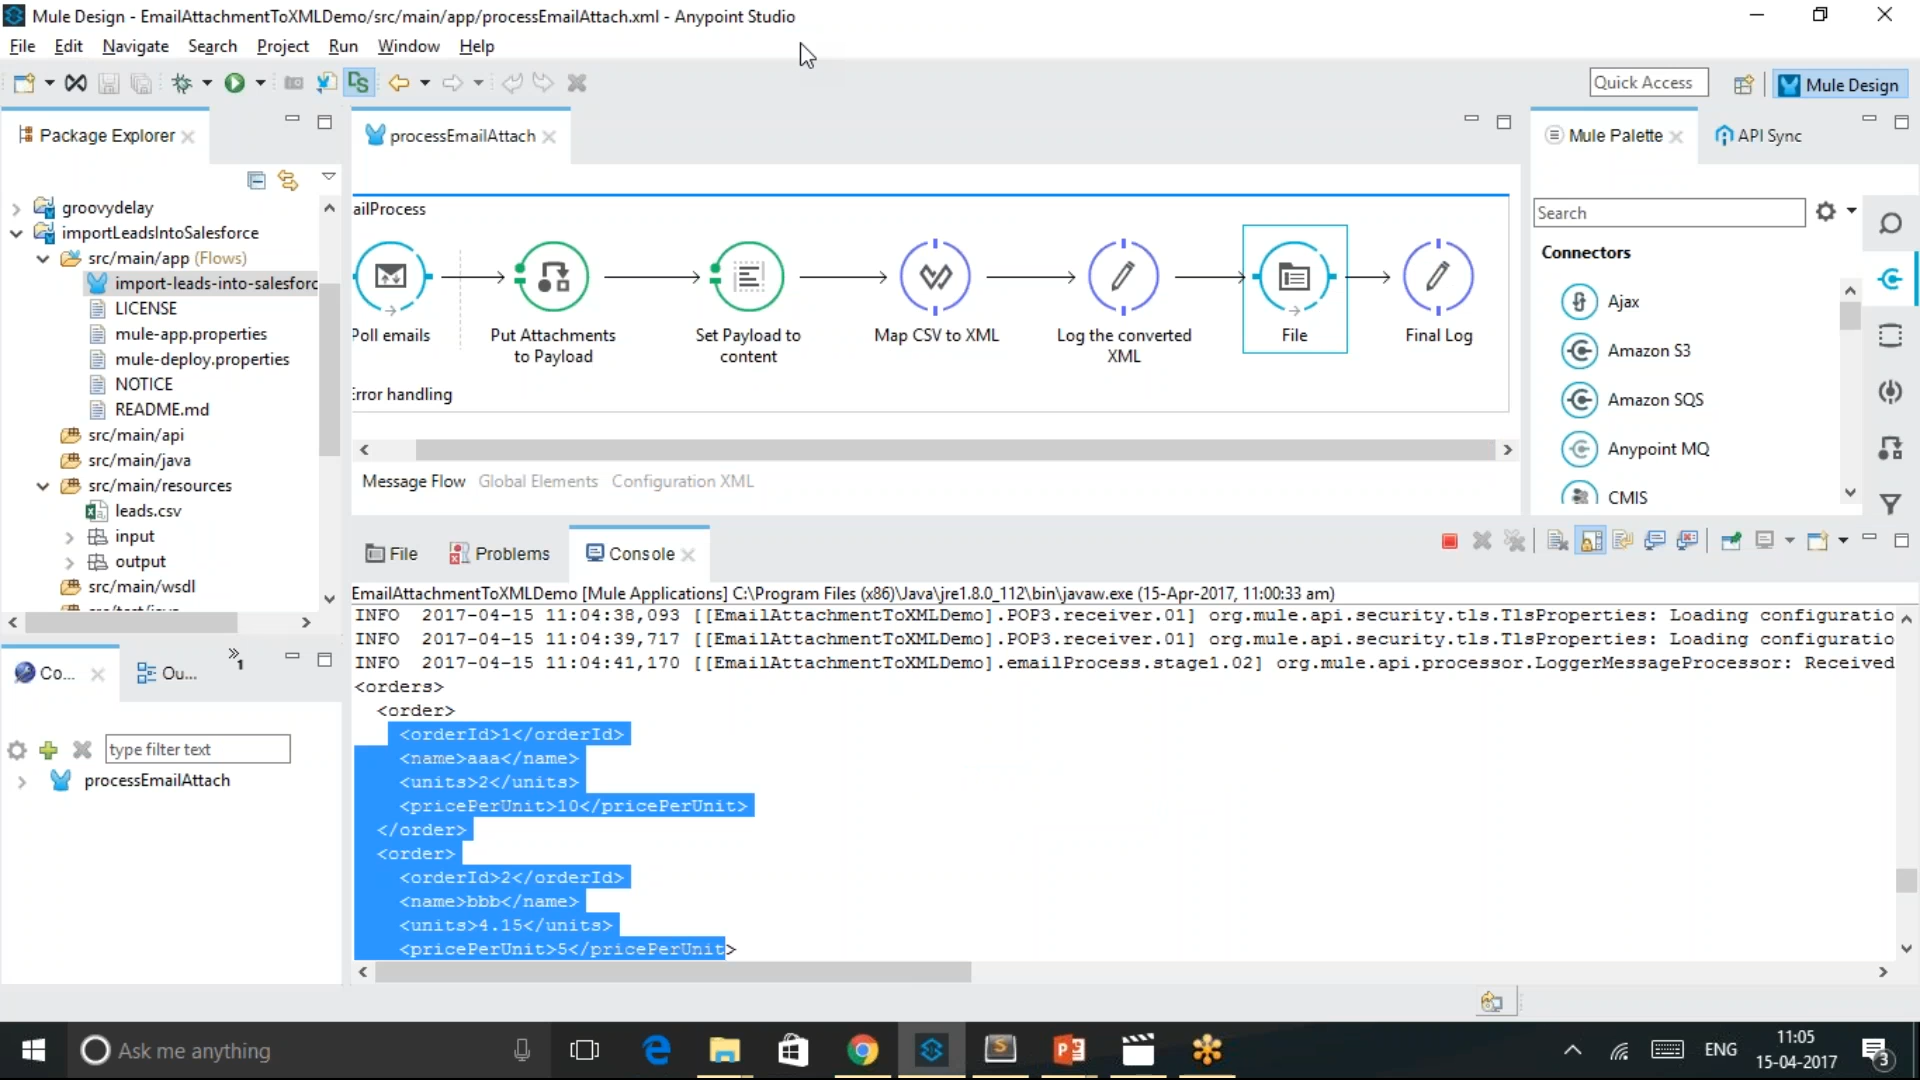 Mule Design - EmailAttachmentToXMLDemo/src/main/app/processEmailAttach.xml - Anypoint Studio
File Edit Navigate Search Project Run Window Help
Quick Access
Mule Design
Package Explorer
processEmailAttach
Mule Palette
API Sync
groovydelay
importLeadsIntoSalesforce
src/main/app (Flows)
import-leads-into-salesforc
LICENSE
mule-app.properties
mule-deploy.properties
NOTICE
README.md
src/main/api
src/main/java
src/main/resources
leads.csv
input
output
src/main/wsdl
ailProcess
Poll emails
Put Attachments
to Payload
Set Payload to
content
Map CSV to XML
Log the converted
XML
File
Final Log
Error handling
Message Flow Global Elements Configuration XML
Search
Connectors
Ajax
Amazon S3
Amazon SQS
Anypoint MQ
CMIS
File
Problems
Console
EmailAttachmentToXMLDemo [Mule Applications] C:\Program Files (x86)\Java\jre1.8.0_112\bin\javaw.exe (15-Apr-2017, 11:00:33 am)
INFO 2017-04-15 11:04:38,093 [[EmailAttachmentToXMLDemo].POP3.receiver.01] org.mule.api.security.tls.TlsProperties: Loading configuratio
INFO 2017-04-15 11:04:39,717 [[EmailAttachmentToXMLDemo].POP3.receiver.01] org.mule.api.security.tls.TlsProperties: Loading configuratio
INFO 2017-04-15 11:04:41,170 [[EmailAttachmentToXMLDemo].emailProcess.stage1.02] org.mule.api.processor.LoggerMessageProcessor: Received
<orders>
<order>
<orderId>1</orderId>
<name>aaa</name>
<units>2</units>
<pricePerUnit>10</pricePerUnit>
</order>
<order>
<orderId>2</orderId>
<name>bbb</name>
<units>4.15</units>
<pricePerUnit>5</pricePerUnit>
Co...
Ou...
1
type filter text
processEmailAttach
Ask me anything
ENG
11:05
15-04-2017
3